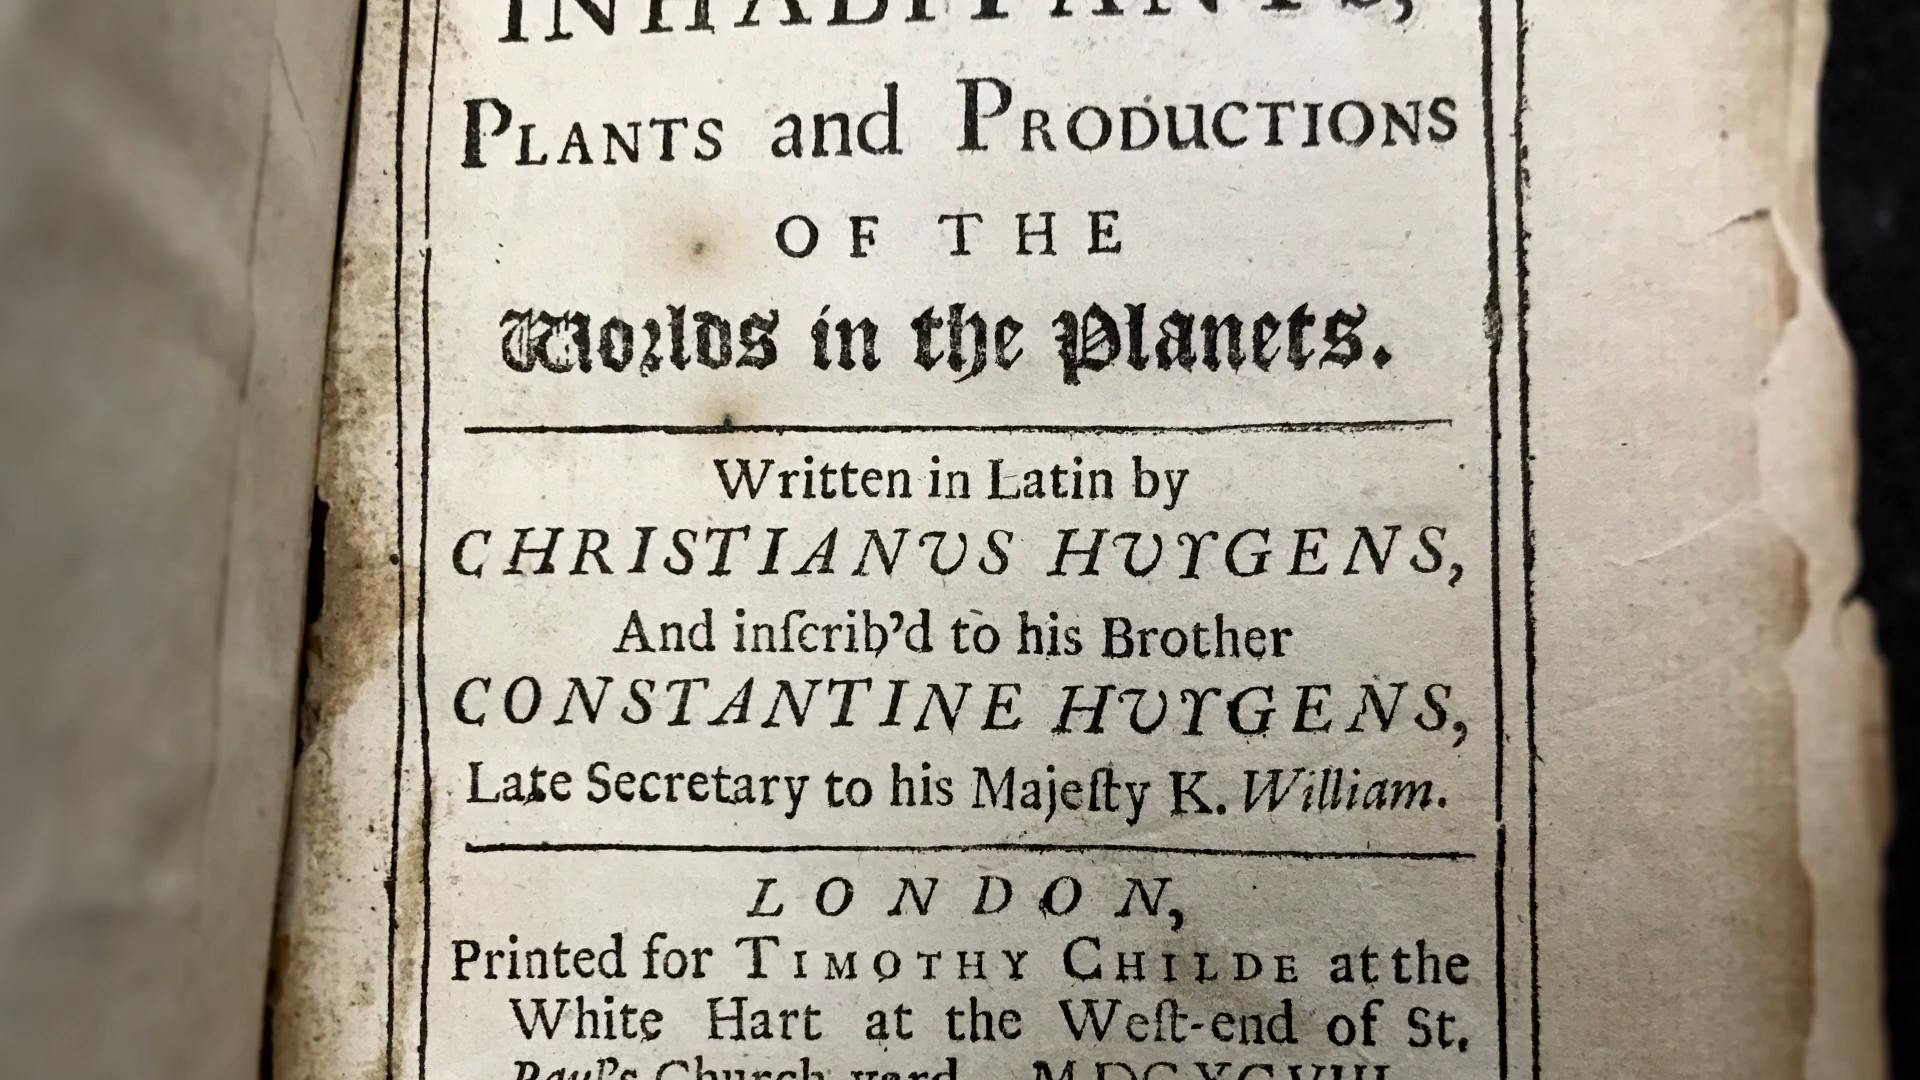 INHABITANTS,
PLANTS and PRODUCTIONS
OF THE
Worlds in the Planets.
Written in Latin by
CHRISTIANUS HUYGENS,
And inſcrib’d to his Brother
CONSTANTINE HUYGENS,
Late Secretary to his Majeſty K. William.
LONDON,
Printed for TIMOTHY CHILDE at the
White Hart at the Weſt-end of St.
Paul’s Church-yard. MDCXCVIII.